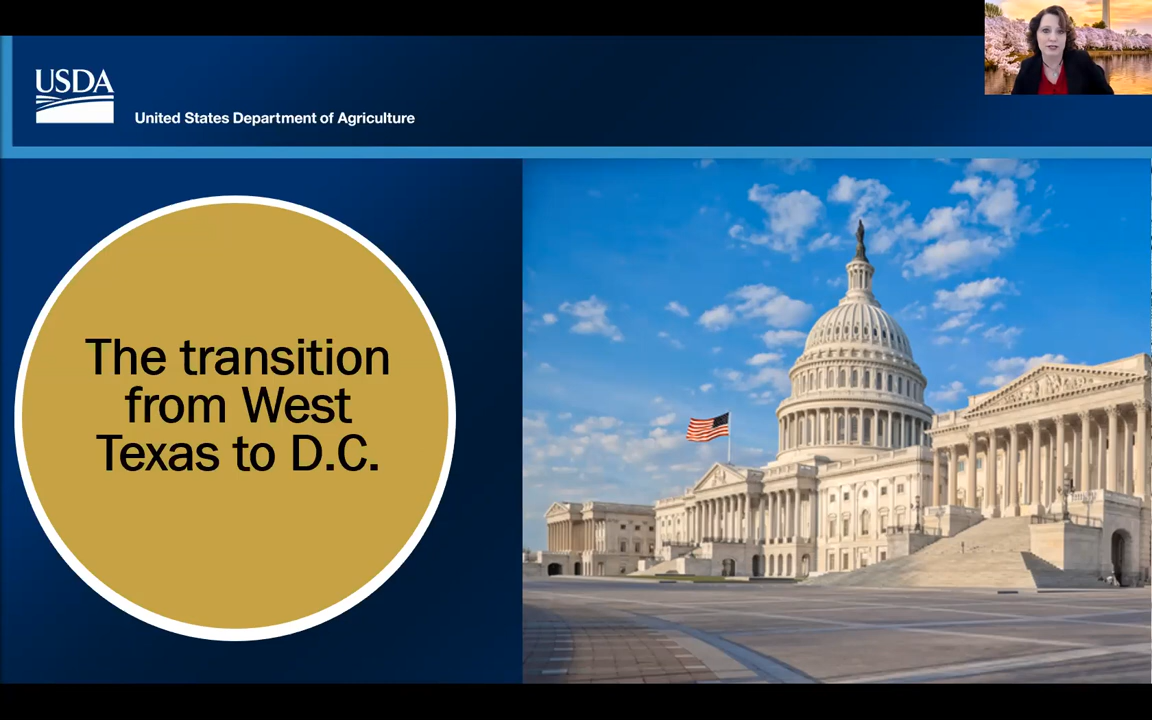 USDA
United States Department of Agriculture
The transition
from West
Texas to D.C.